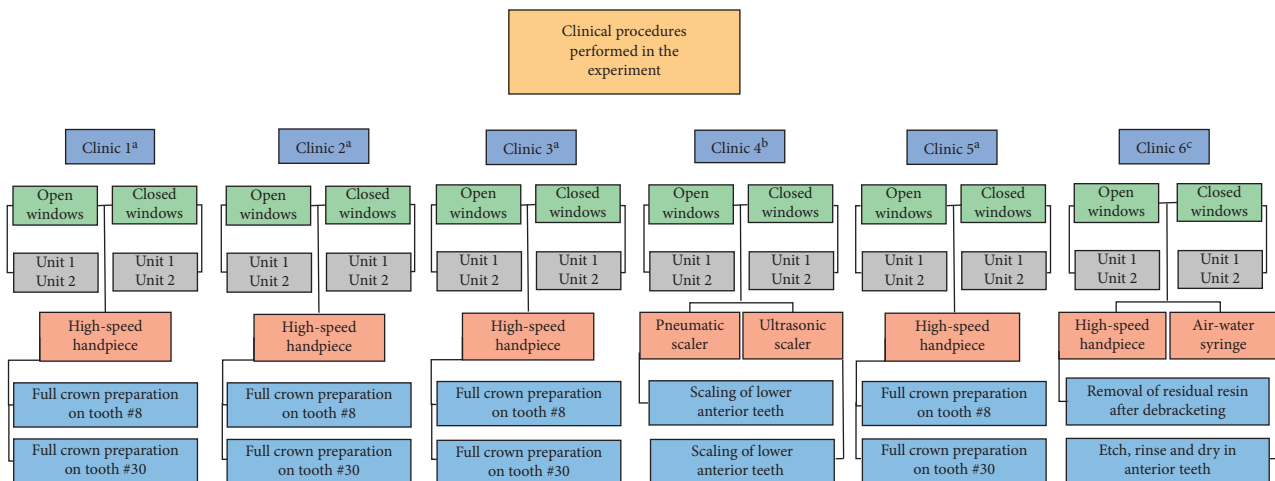 Clinical procedures
performed in the
experiment
Clinic 1a
Clinic 2a
Clinic 3a
Clinic 4b
Clinic 5a
Clinic 6c
Open
windows
Closed
windows
Open
windows
Closed
windows
Open
windows
Closed
windows
Open
windows
Closed
windows
Open
windows
Closed
windows
Open
windows
Closed
windows
Unit 1
Unit 2
Unit 1
Unit 2
Unit 1
Unit 2
Unit 1
Unit 2
Unit 1
Unit 2
Unit 1
Unit 2
Unit 1
Unit 2
Unit 1
Unit 2
Unit 1
Unit 2
Unit 1
Unit 2
Unit 1
Unit 2
Unit 1
Unit 2
High-speed
handpiece
High-speed
handpiece
High-speed
handpiece
Pneumatic
scaler
Ultrasonic
scaler
High-speed
handpiece
High-speed
handpiece
Air-water
syringe
Full crown preparation
on tooth #8
Full crown preparation
on tooth #8
Full crown preparation
on tooth #8
Scaling of lower
anterior teeth
Full crown preparation
on tooth #8
Removal of residual resin
after debracketing
Full crown preparation
on tooth #30
Full crown preparation
on tooth #30
Full crown preparation
on tooth #30
Scaling of lower
anterior teeth
Full crown preparation
on tooth #30
Etch, rinse and dry in
anterior teeth